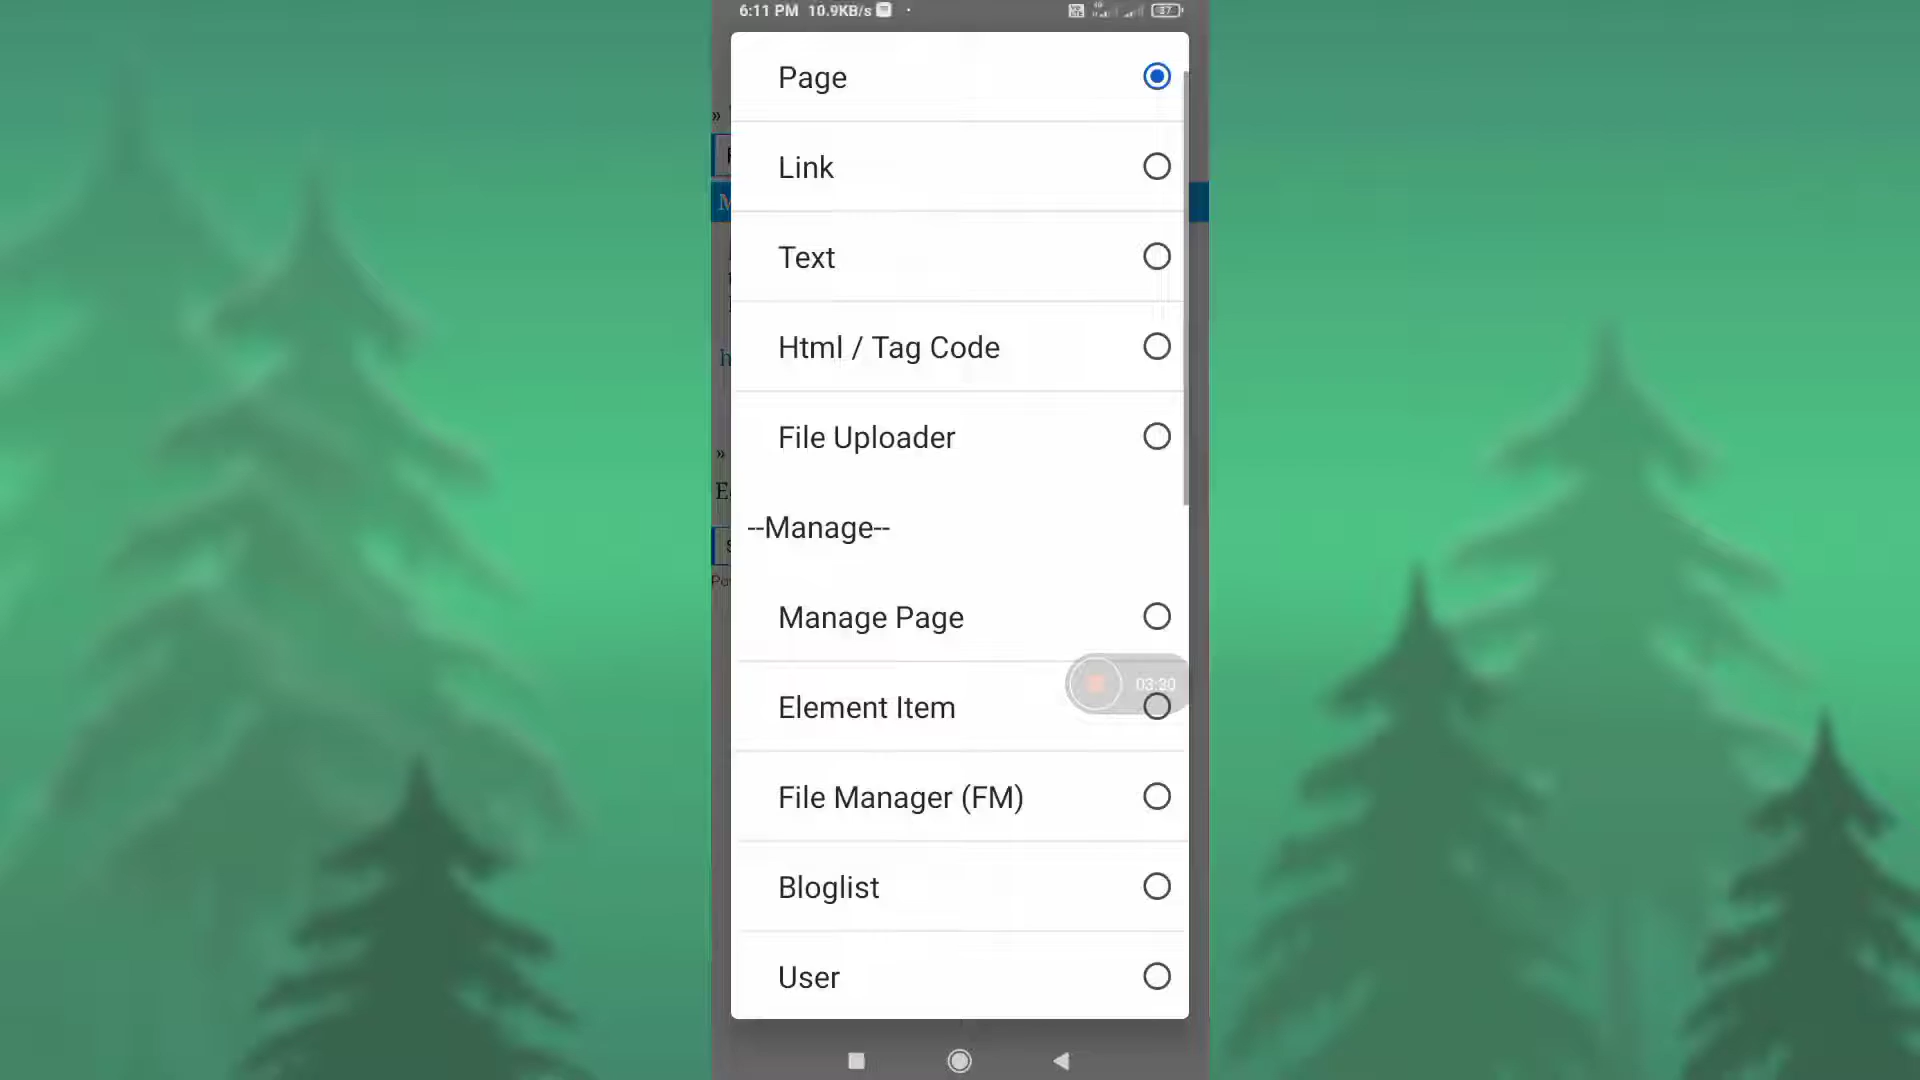 6:11 PM 10.9KB/s
37
Page
Link
Text
Html / Tag Code
File Uploader
--Manage--
Manage Page
03:30
Element Item
File Manager (FM)
Bloglist
User